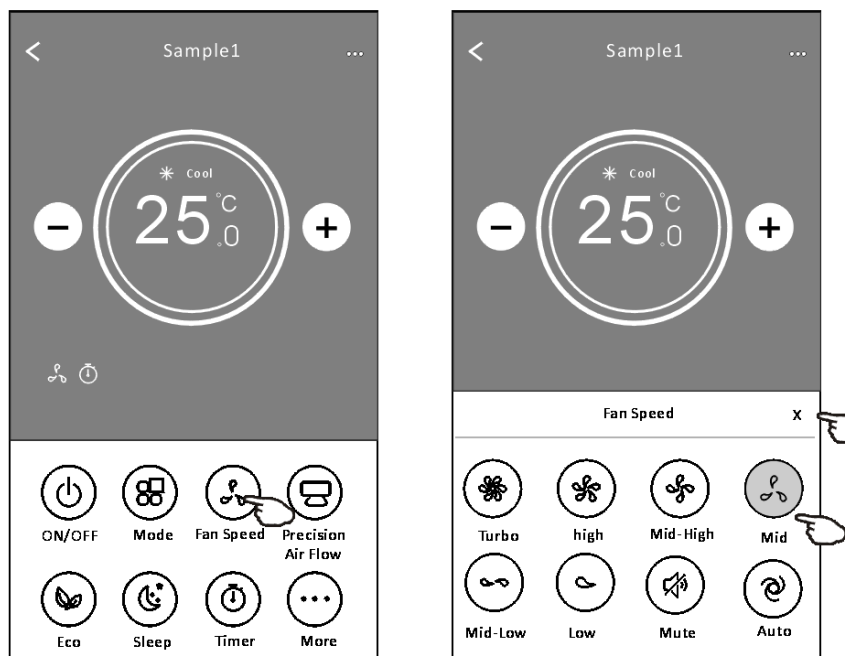 Sample1
...
Cool
25.0 °C
ON/OFF
Mode
Fan Speed
Precision
Air Flow
Eco
Sleep
Timer
More
Sample1
...
Cool
25.0 °C
Fan Speed X
Turbo
high
Mid-High
Mid
Mid-Low
Low
Mute
Auto